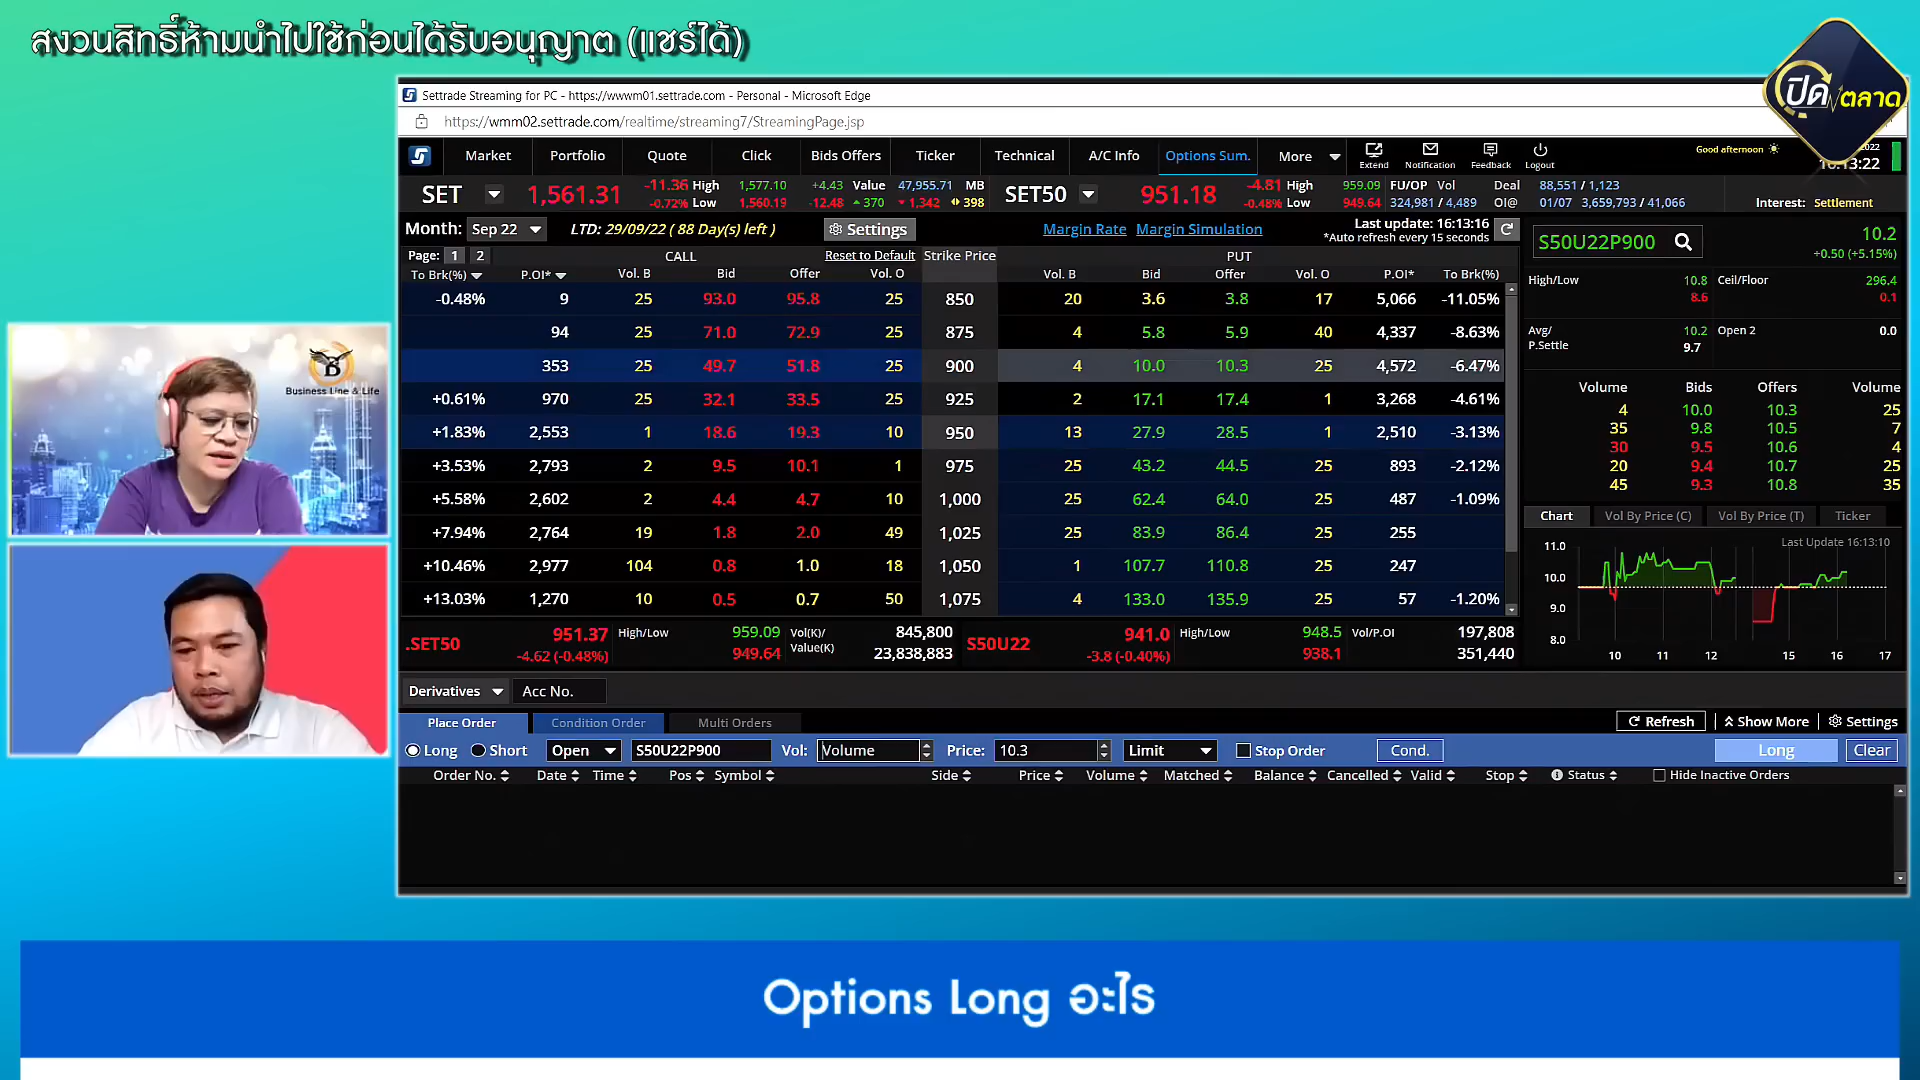 สงวนสิทธิ์ห้ามนำไปใช้ก่อนได้รับอนุญาต (แชร์ได้)
ปิดตลาด
Settrade Streaming for PC - https://wwwm01.settrade.com - Personal - Microsoft Edge
https://wmm02.settrade.com/realtime/streaming7/StreamingPage.jsp
Market Portfolio Quote Click Bids Offers Ticker Technical A/C Info Options Sum. More Extend Notification Feedback Logout
Good afternoon
SET 1,561.31 -11.36 High 1,577.10 +4.43 Value 47,955.71 MB SET50 951.18 -4.81 High 959.09 FU/OP Vol Deal 88,551 / 1,123
-0.72% Low 1,560.19 -12.48 370 1,342 398 -0.48% Low 949.64 324,981 / 4,489 OI@ 01/07 3,659,793 / 41,066 Interest: Settlement
Month: Sep 22 LTD: 29/09/22 ( 88 Day(s) left ) Settings Margin Rate Margin Simulation Last update: 16:13:16
*Auto refresh every 15 seconds
Page: 1 2 CALL Reset to Default Strike Price PUT
To Brk(%) P.OI* Vol. B Bid Offer Vol. O Vol. B Bid Offer Vol. O P.OI* To Brk(%)
-0.48% 9 25 93.0 95.8 25 850 20 3.6 3.8 17 5,066 -11.05%
94 25 71.0 72.9 25 875 4 5.8 5.9 40 4,337 -8.63%
353 25 49.7 51.8 25 900 4 10.0 10.3 25 4,572 -6.47%
+0.61% 970 25 32.1 33.5 25 925 2 17.1 17.4 1 3,268 -4.61%
+1.83% 2,553 1 18.6 19.3 10 950 13 27.9 28.5 1 2,510 -3.13%
+3.53% 2,793 2 9.5 10.1 1 975 25 43.2 44.5 25 893 -2.12%
+5.58% 2,602 2 4.4 4.7 10 1,000 25 62.4 64.0 25 487 -1.09%
+7.94% 2,764 19 1.8 2.0 49 1,025 25 83.9 86.4 25 255
+10.46% 2,977 104 0.8 1.0 18 1,050 1 107.7 110.8 25 247
+13.03% 1,270 10 0.5 0.7 50 1,075 4 133.0 135.9 25 57 -1.20%
.SET50 951.37 High/Low 959.09 Vol(K)/ 845,800 S50U22 941.0 High/Low 948.5 Vol/P.OI 197,808
-4.62 (-0.48%) 949.64 Value(K) 23,838,883 -3.8 (-0.40%) 938.1 351,440
S50U22P900 10.2
+0.50 (+5.15%)
High/Low 10.8 Ceil/Floor 296.4
8.6 0.1
Avg/ 10.2 Open 2 0.0
P.Settle 9.7
Volume Bids Offers Volume
4 10.0 10.3 25
35 9.8 10.5 7
30 9.5 10.6 4
20 9.4 10.7 25
45 9.3 10.8 35
Chart Vol By Price (C) Vol By Price (T) Ticker
Last Update 16:13:10
11.0
10.0
9.0
8.0
10 11 12 15 16 17
Derivatives Acc No.
Place Order Condition Order Multi Orders Refresh Show More Settings
Long Short Open S50U22P900 Vol: Volume Price: 10.3 Limit Stop Order Cond. Long Clear
Order No. Date Time Pos Symbol Side Price Volume Matched Balance Cancelled Valid Stop Status Hide Inactive Orders
Business Line & Life
Options Long อะไร